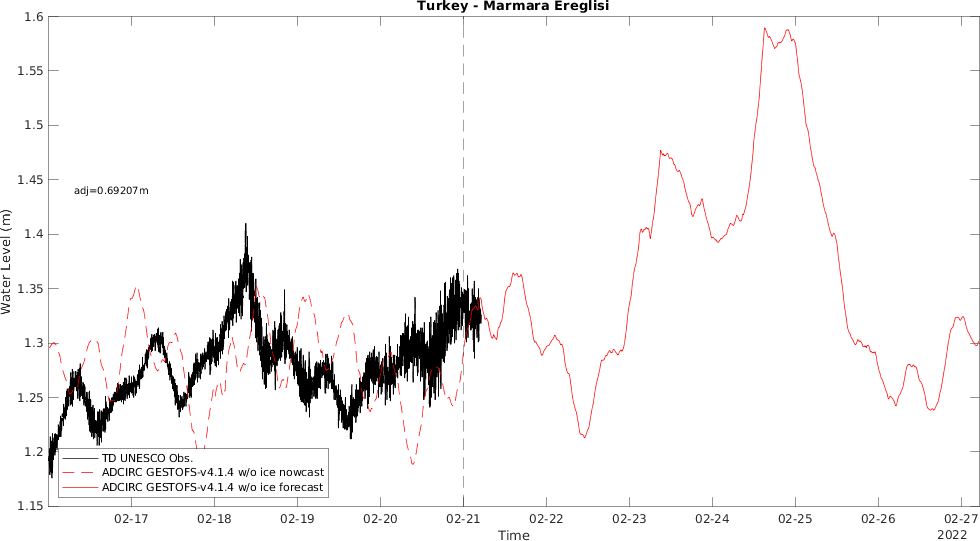 Turkey - Marmara Ereglisi
1.6
1.55
1.5
1.45
1.4
1.35
1.3
1.25
1.2
1.15
Water Level (m)
adj=0.69207m
TD UNESCO Obs.
ADCIRC GESTOFS-v4.1.4 w/o ice nowcast
ADCIRC GESTOFS-v4.1.4 w/o ice forecast
02-17 02-18 02-19 02-20 02-21 02-22 02-23 02-24 02-25 02-26 02-27
Time
2022